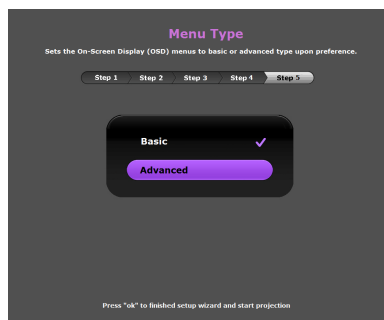 Menu Type
Sets the On-Screen Display (OSD) menus to basic or advanced type upon preference.
Step 1 Step 2 Step 3 Step 4 Step 5
Basic
Advanced
Press "ok" to finished setup wizard and start projection